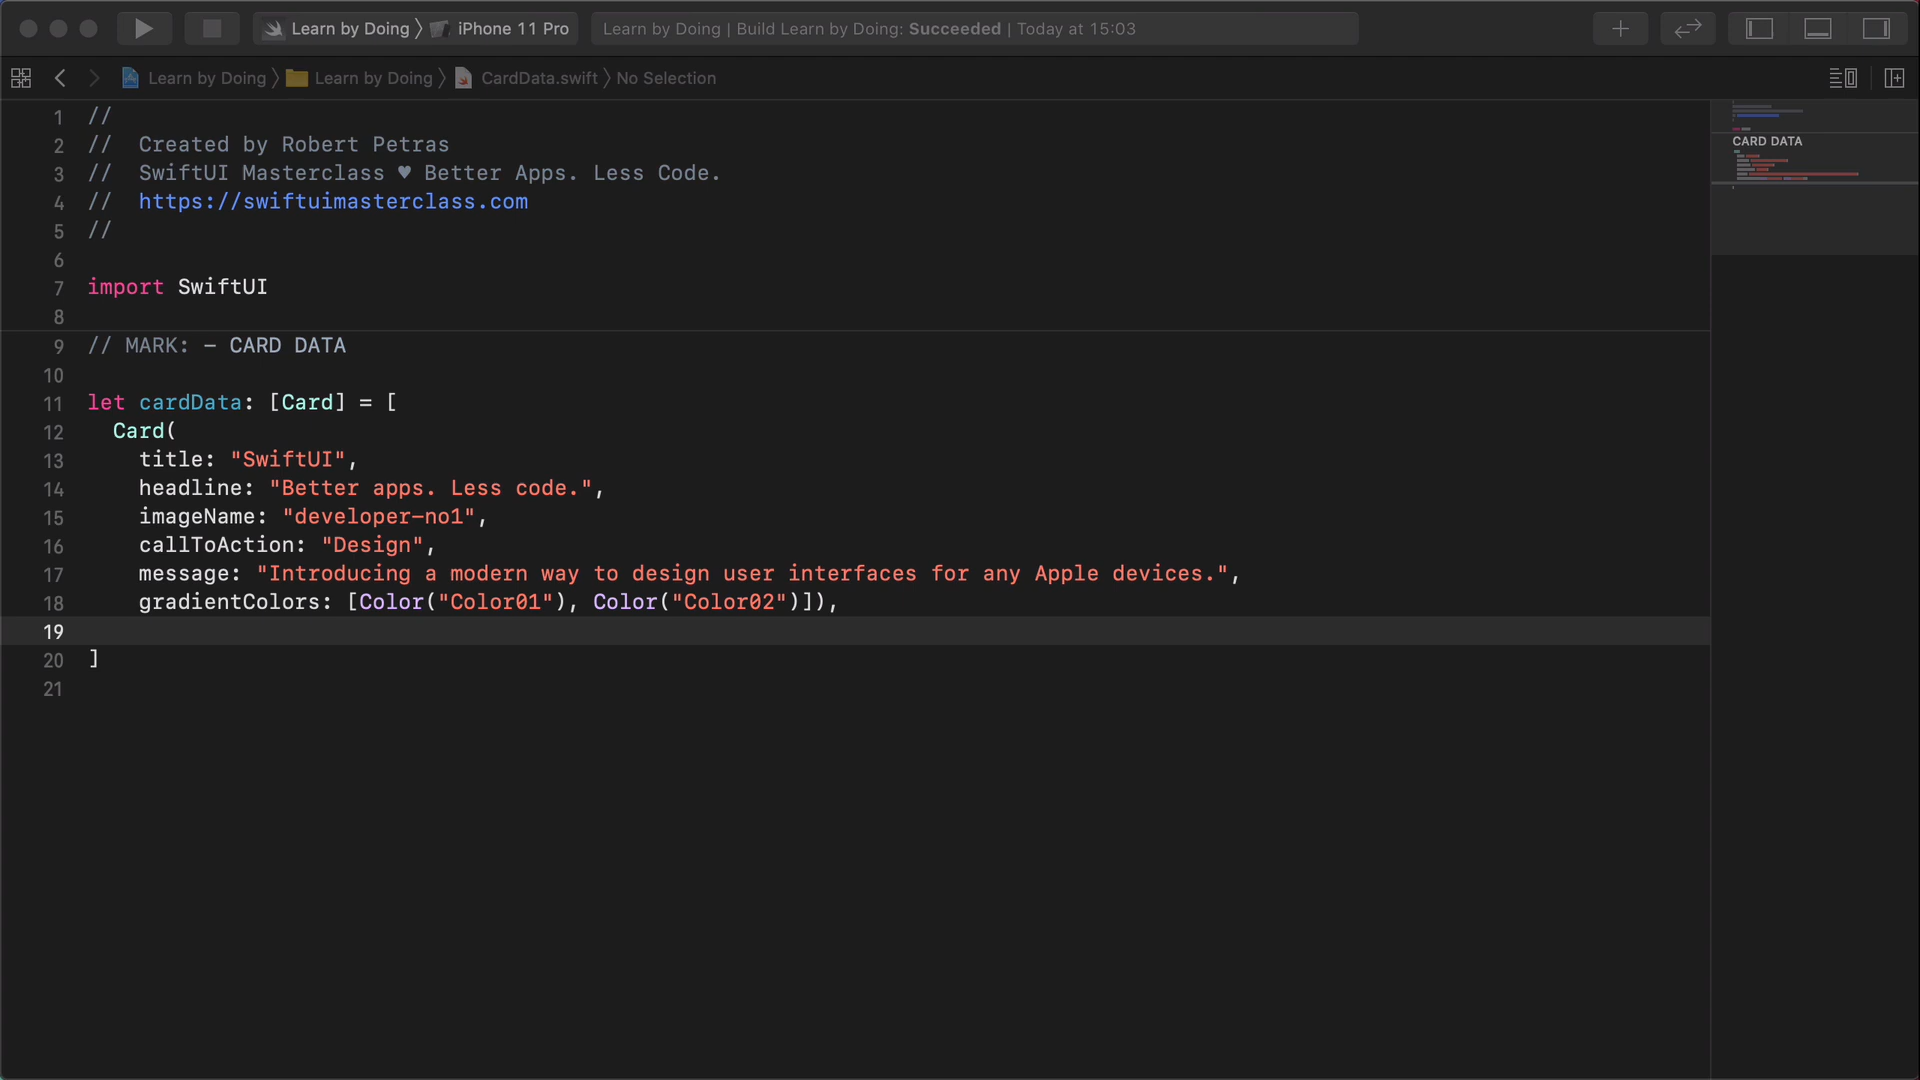 Learn by Doing 〉 iPhone 11 Pro
Learn by Doing | Build Learn by Doing: Succeeded | Today at 15:03
Learn by Doing 〉 Learn by Doing 〉 CardData.swift 〉 No Selection
1 //
2 //  Created by Robert Petras
3 //  SwiftUI Masterclass ♥ Better Apps. Less Code.
4 //  https://swiftuimasterclass.com
5 //
6
7 import SwiftUI
8
9 // MARK: - CARD DATA
10
11 let cardData: [Card] = [
12   Card(
13     title: "SwiftUI",
14     headline: "Better apps. Less code.",
15     imageName: "developer-no1",
16     callToAction: "Design",
17     message: "Introducing a modern way to design user interfaces for any Apple devices.",
18     gradientColors: [Color("Color01"), Color("Color02")]),
19
20 ]
21
CARD DATA